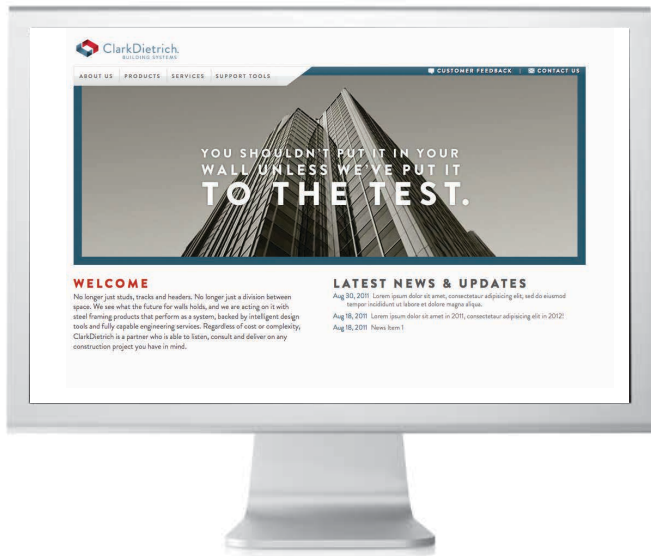 ClarkDietrich.
BUILDING SYSTEMS
ABOUT US PRODUCTS SERVICES SUPPORT TOOLS
CUSTOMER FEEDBACK | CONTACT US
YOU SHOULDN'T PUT IT IN YOUR
WALL UNLESS WE'VE PUT IT
TO THE TEST.
WELCOME
No longer just studs, tracks and headers. No longer just a division between
space. We see what the future for walls holds, and we are acting on it with
steel framing products that perform as a system, backed by intelligent design
tools and fully capable engineering services. Regardless of cost or complexity,
ClarkDietrich is a partner who is able to listen, consult and deliver on any
construction project you have in mind.
LATEST NEWS & UPDATES
Aug 30, 2011 Lorem ipsum dolor sit amet, consectetaur adipisicing elit, sed do eiusmod
tempor incididunt ut labore et dolore magna aliqua.
Aug 18, 2011 Lorem ipsum dolor sit amet in 2011, consectetaur adipisicing elit in 2012!
Aug 18, 2011 News Item 1